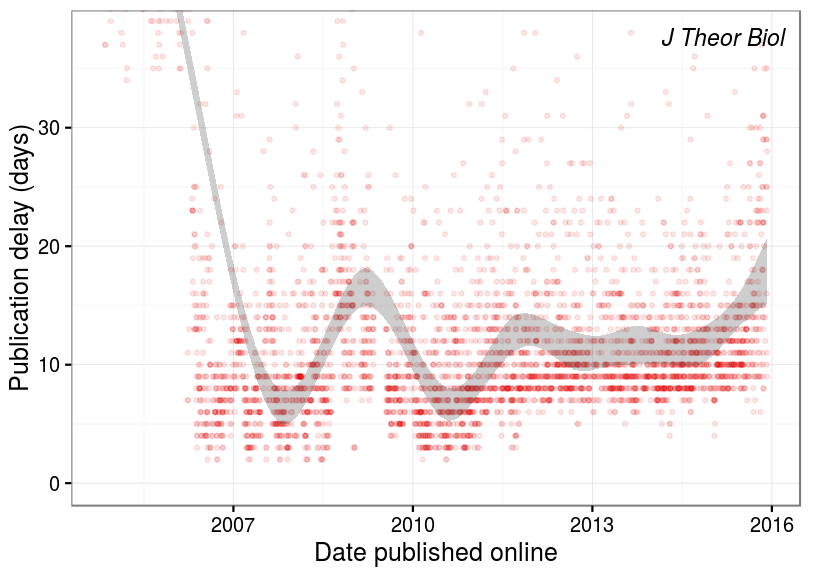 J Theor Biol
Publication delay (days)
30
20
10
0
2007 2010 2013 2016
Date published online